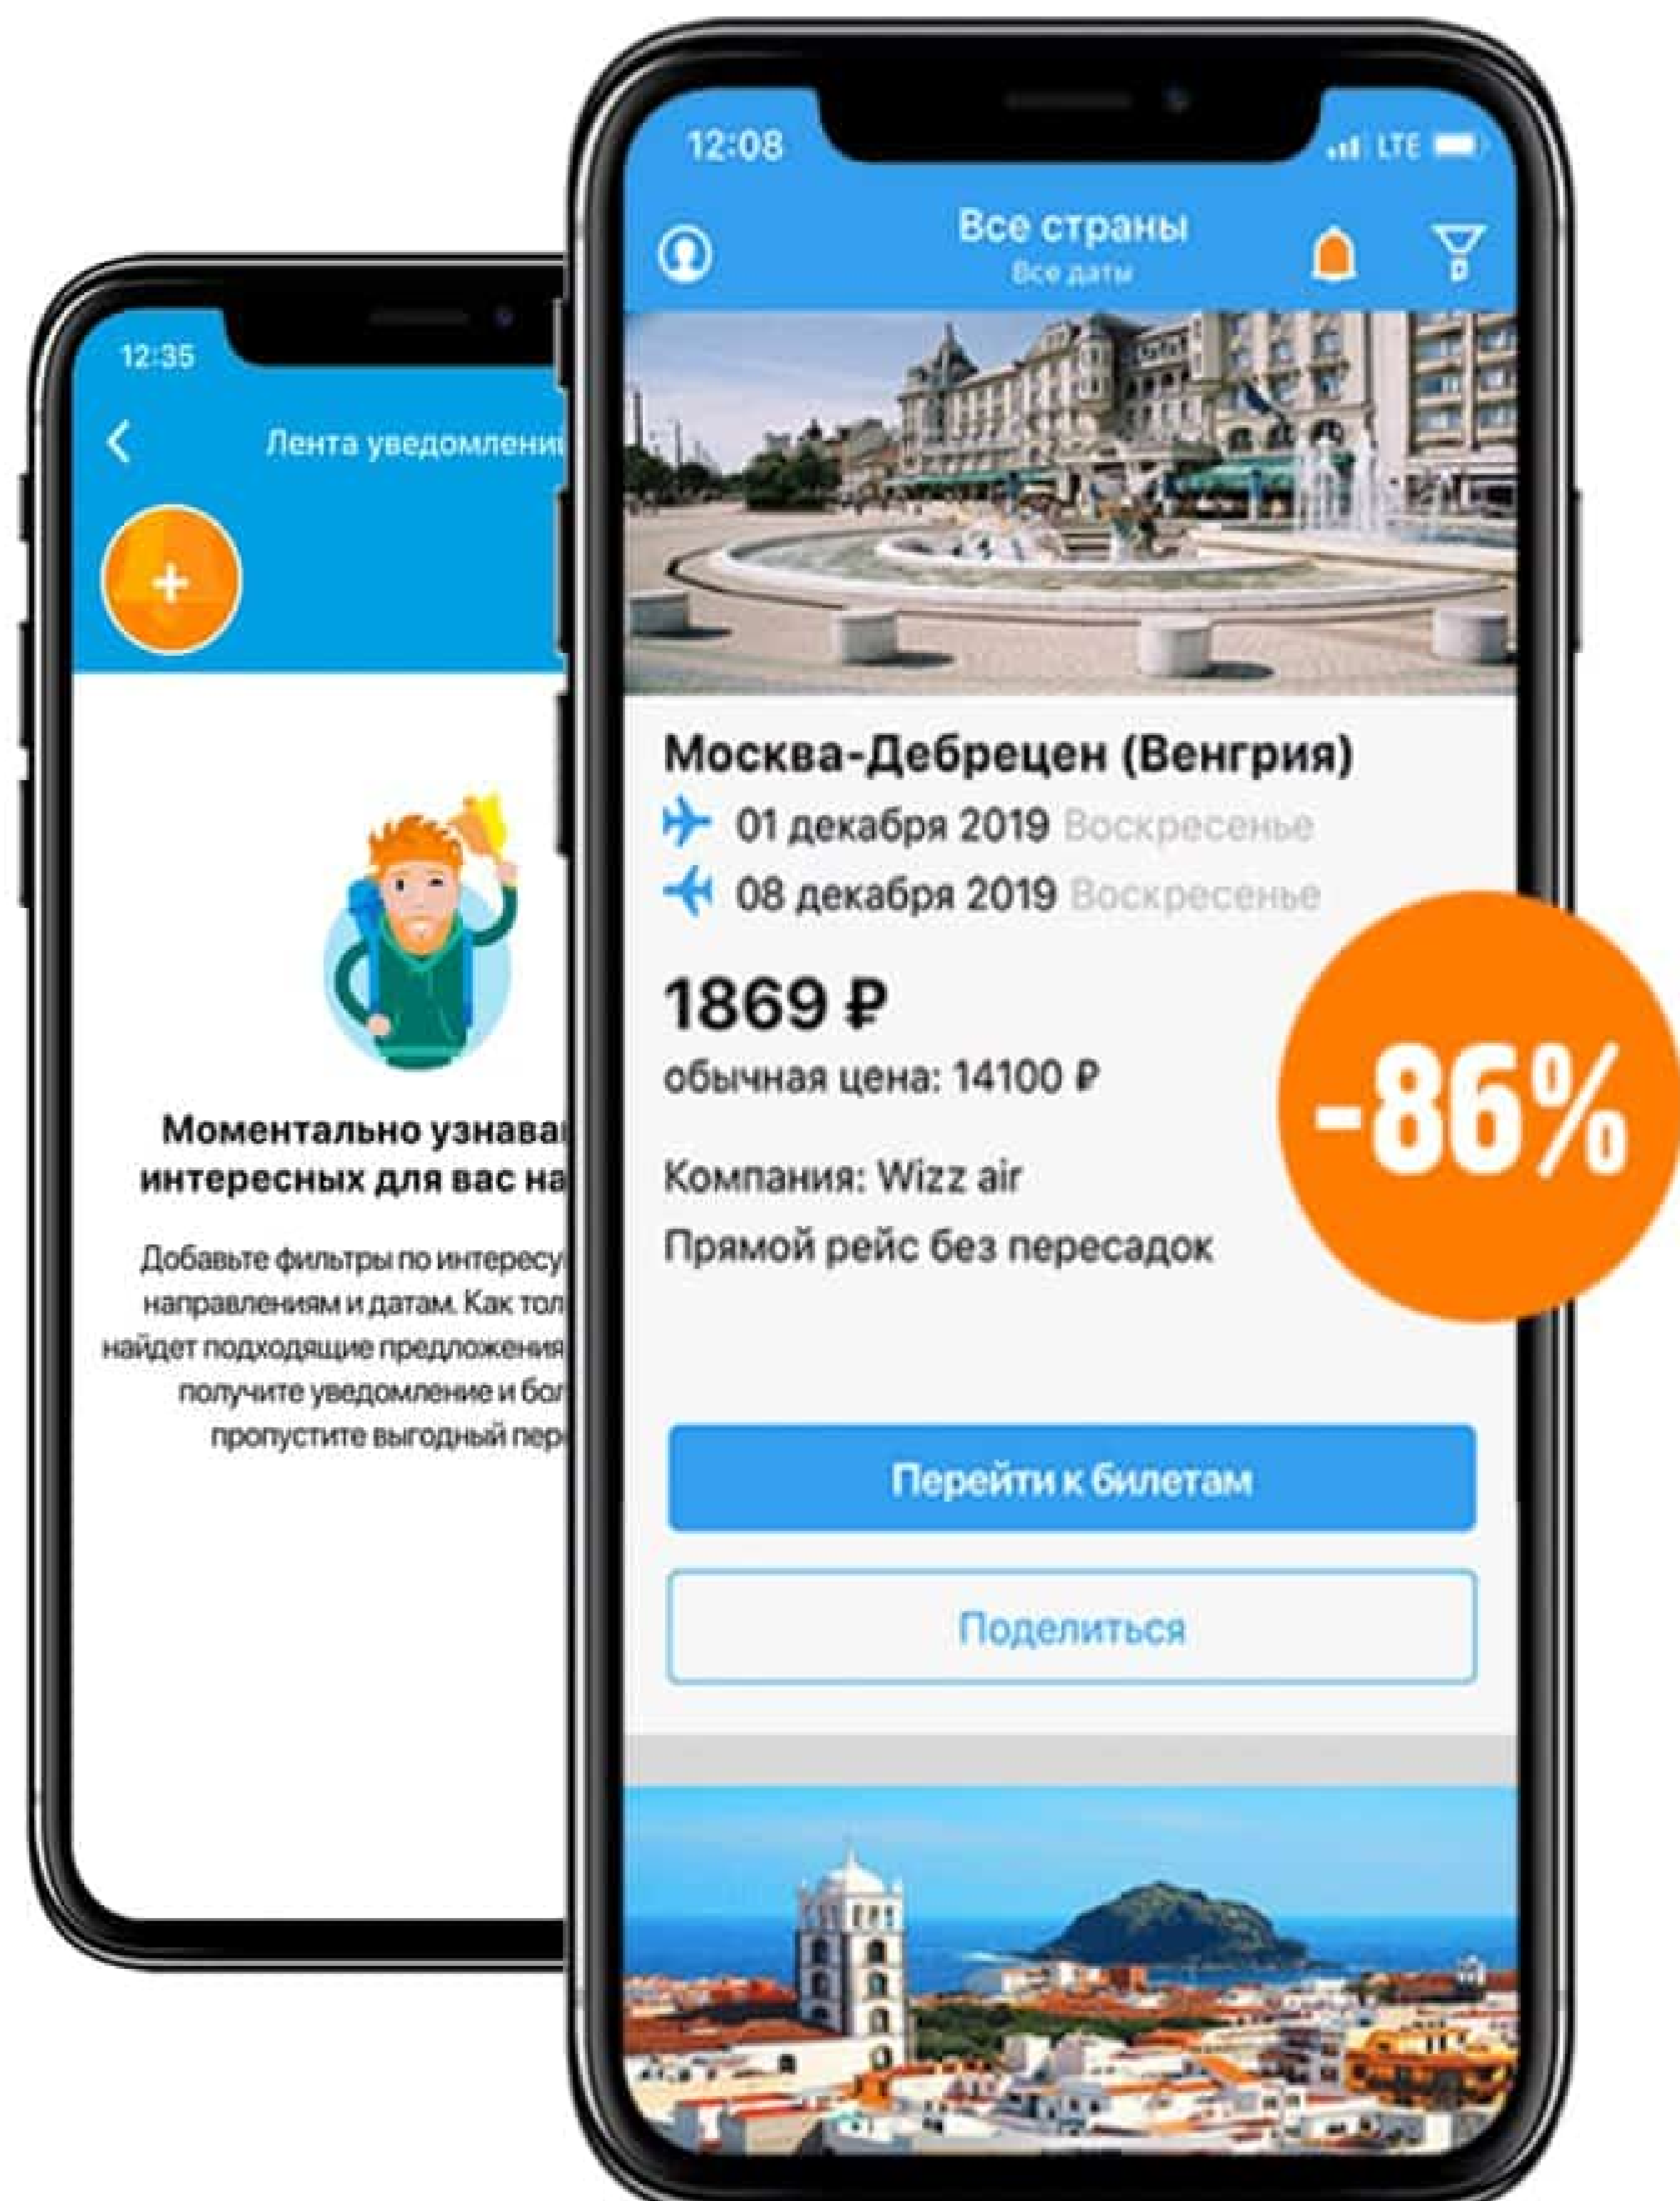 12:35
Лента уведомлени
+
Моментально узнава
интересных для вас на
Добавьте фильтры по интересу
направлениям и датам. Как тол
найдет подходящие предложения
получите уведомление и бол
пропустите выгодный пер
12:08
LTE
Все страны
Все даты
Москва-Дебрецен (Венгрия)
01 декабря 2019 Воскресенье
08 декабря 2019 Воскресенье
1869 ₽
обычная цена: 14100 ₽
-86%
Компания: Wizz air
Прямой рейс без пересадок
Перейти к билетам
Поделиться